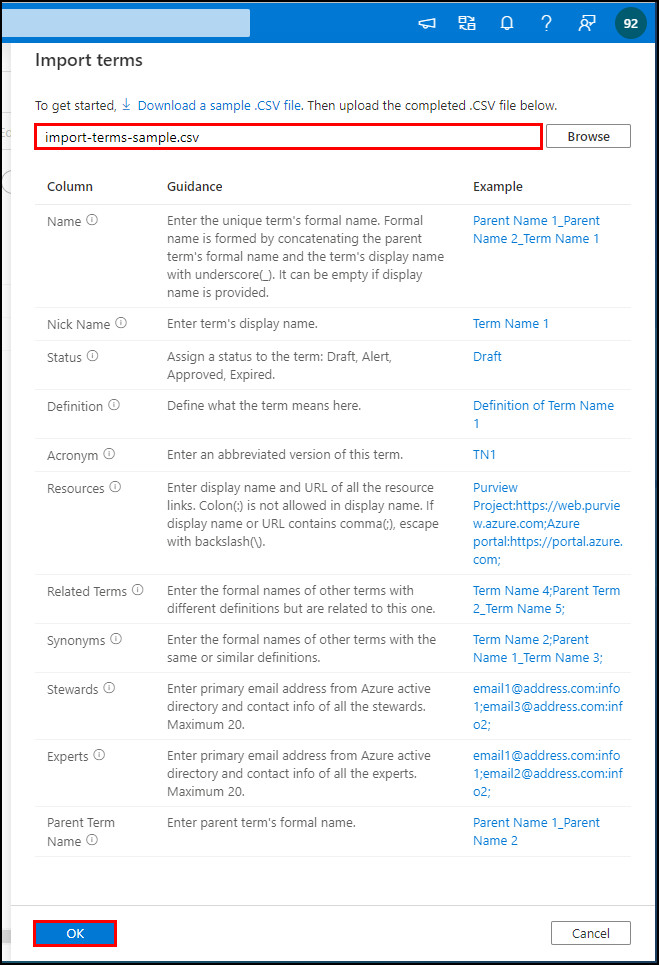 92
Import terms
To get started, Download a sample .CSV file. Then upload the completed .CSV file below.
import-terms-sample.csv
Browse
Column
Guidance
Example
Name
Enter the unique term's formal name. Formal
name is formed by concatenating the parent
term's formal name and the term's display name
with underscore(_). It can be empty if display
name is provided.
Parent Name 1_Parent
Name 2_Term Name 1
Nick Name
Enter term's display name.
Term Name 1
Status
Assign a status to the term: Draft, Alert,
Approved, Expired.
Draft
Definition
Define what the term means here.
Definition of Term Name
1
Acronym
Enter an abbreviated version of this term.
TN1
Resources
Enter display name and URL of all the resource
links. Colon(:) is not allowed in display name. If
display name or URL contains comma(;), escape
with backslash(\).
Purview
Project:https://web.purvie
w.azure.com;Azure
portal:https://portal.azure.
com;
Related Terms
Enter the formal names of other terms with
different definitions but are related to this one.
Term Name 4;Parent Term
2_Term Name 5;
Synonyms
Enter the formal names of other terms with the
same or similar definitions.
Term Name 2;Parent
Name 1_Term Name 3;
Stewards
Enter primary email address from Azure active
directory and contact info of all the stewards.
Maximum 20.
email1@address.com:info
1;email3@address.com:inf
o2;
Experts
Enter primary email address from Azure active
directory and contact info of all the experts.
Maximum 20.
email1@address.com:info
1;email2@address.com:inf
o2;
Parent Term
Name
Enter parent term's formal name.
Parent Name 1_Parent
Name 2
OK
Cancel